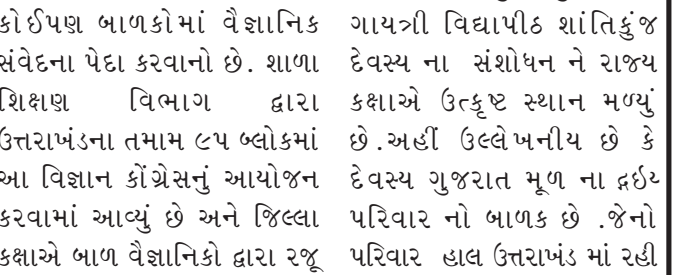 કોઈપણ બાળકોમાં વૈજ્ઞાનિક
સંવેદના પેદા કરવાનો છે. શાળા
શિક્ષણ વિભાગ દ્વારા
ઉત્તરાખંડના તમામ ૯૫ બ્લોકમાં
આ વિજ્ઞાન કોંગ્રેસનું આયોજન
કરવામાં આવ્યું છે અને જિલ્લા
કક્ષાએ બાળ વૈજ્ઞાનિકો દ્વારા રજૂ
ગાયત્રી વિદ્યાપીઠ શાંતિકુંજ
દેવસ્ય ના સંશોધન ને રાજ્ય
કક્ષાએ ઉત્કૃષ્ટ સ્થાન મળ્યું
છે.અહીં ઉલ્લેખનીય છે કે
દેવસ્ય ગુજરાત મૂળ ના
પરિવાર નો બાળક છે .જેનો
પરિવાર હાલ ઉત્તરાખંડ માં રહી